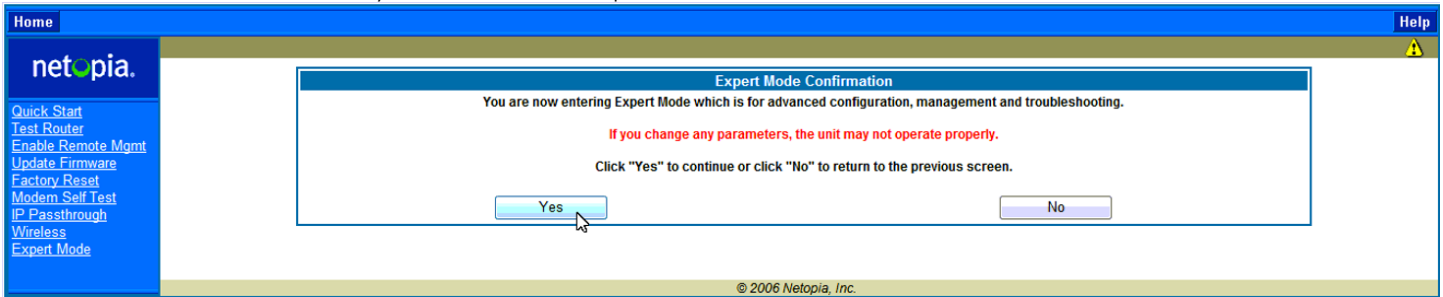 Home
Help
netopia.
Quick Start
Test Router
Enable Remote Mgmt
Update Firmware
Factory Reset
Modem Self Test
IP Passthrough
Wireless
Expert Mode
Expert Mode Confirmation
You are now entering Expert Mode which is for advanced configuration, management and troubleshooting.
If you change any parameters, the unit may not operate properly.
Click "Yes" to continue or click "No" to return to the previous screen.
Yes
No
© 2006 Netopia, Inc.